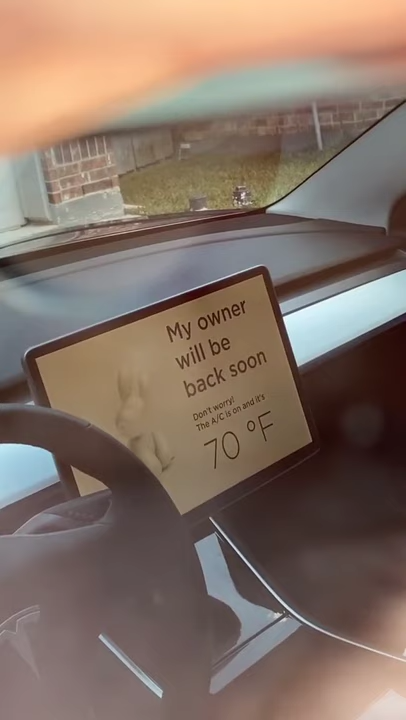 My owner
will be
back soon
Don't worry!
The A/C is on and it's
70 °F